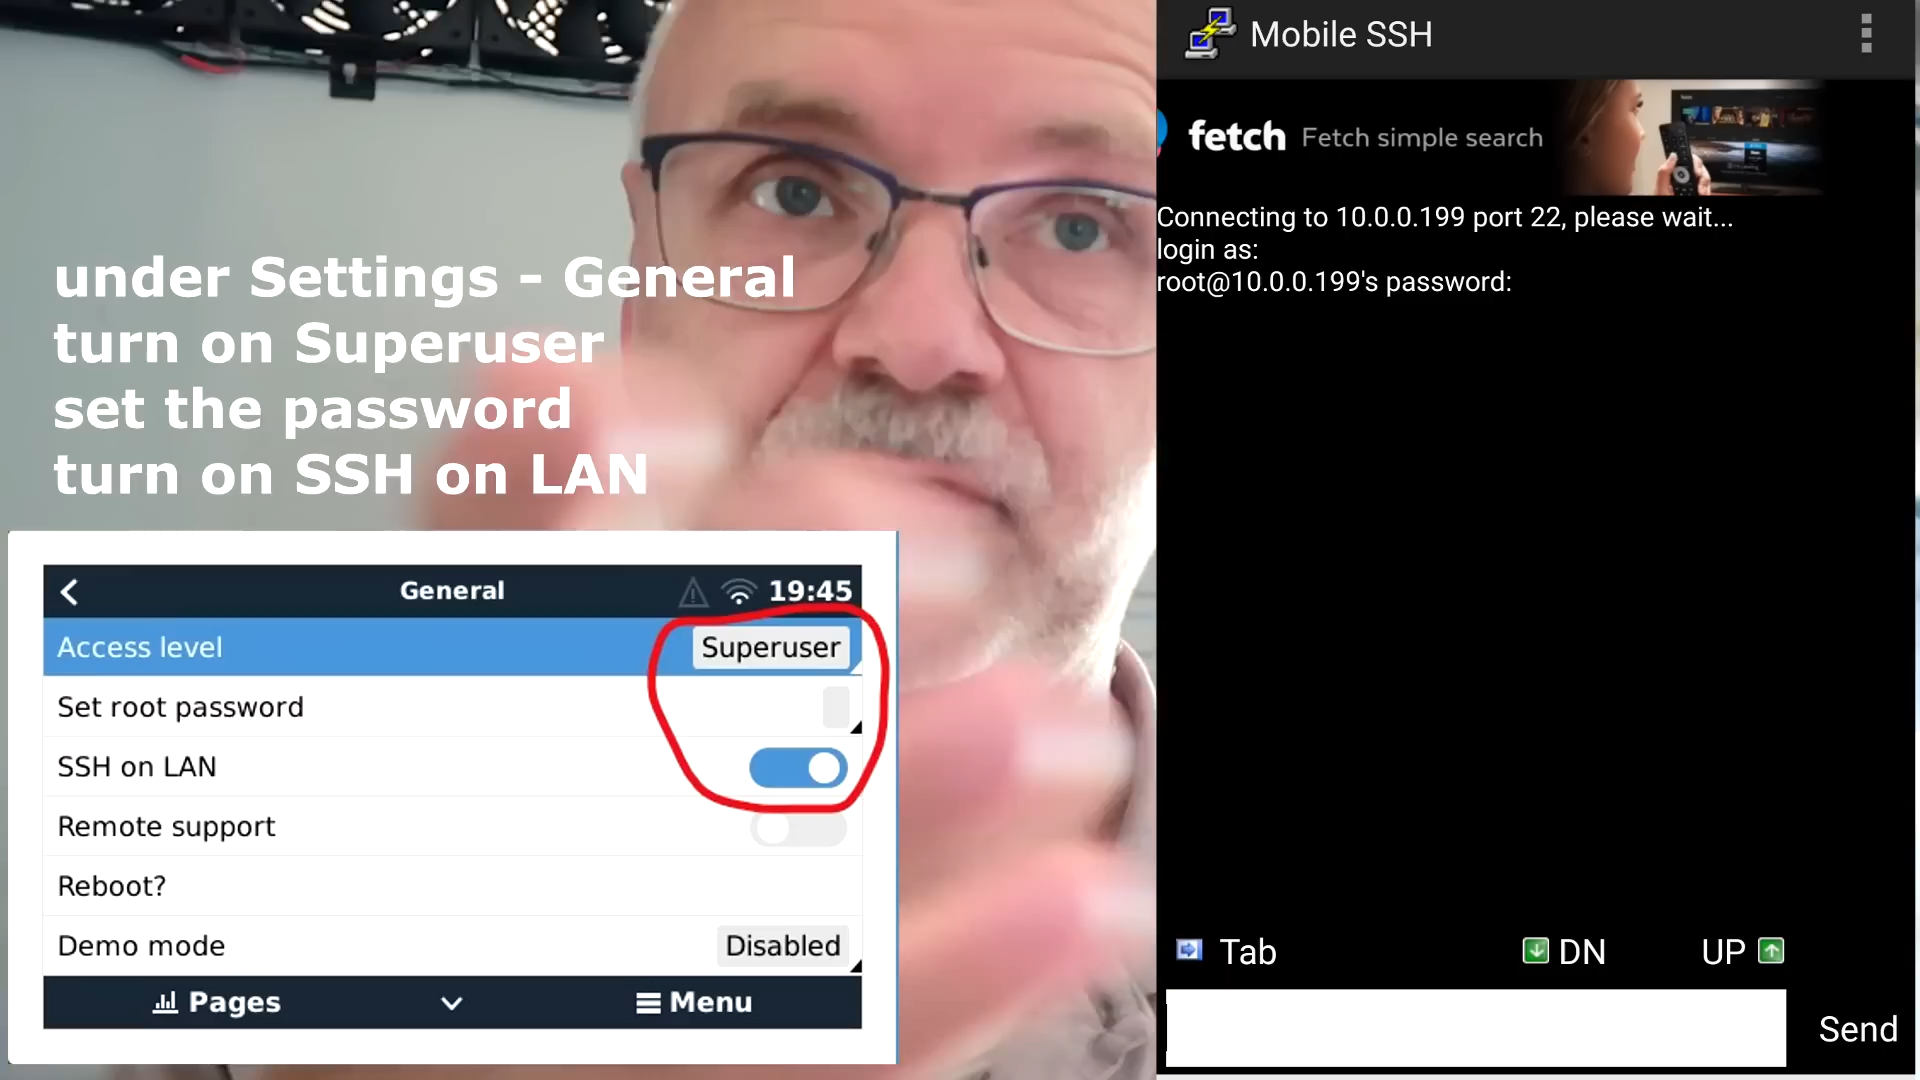 under Settings - General
turn on Superuser
set the password
turn on SSH on LAN
General 19:45
Access level Superuser
Set root password
SSH on LAN
Remote support
Reboot?
Demo mode Disabled
Pages Menu
Mobile SSH
fetch Fetch simple search
Connecting to 10.0.0.199 port 22, please wait...
login as:
root@10.0.0.199's password:
Tab DN UP
Send